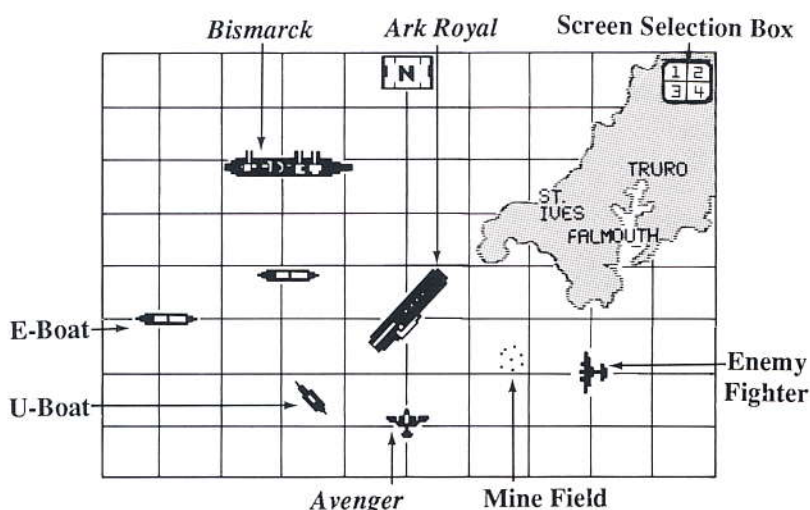 Bismarck
Ark Royal
Screen Selection Box
N
1 2
3 4
TRURO
ST.
IVES
FALMOUTH
E-Boat
Enemy
Fighter
U-Boat
Avenger
Mine Field